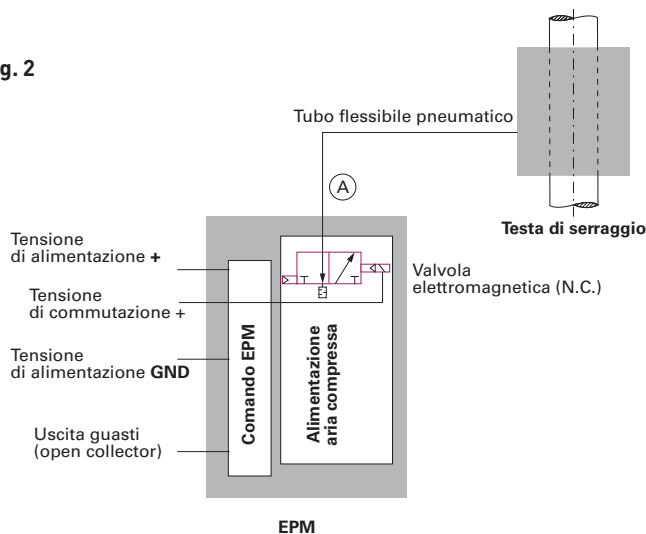 g. 2
Tubo flessibile pneumatico
A
Testa di serraggio
Tensione
di alimentazione +
Valvola
elettromagnetica (N.C.)
Tensione
di commutazione +
Tensione
di alimentazione GND
Comando EPM
Alimentazione
aria compressa
Uscita guasti
(open collector)
EPM